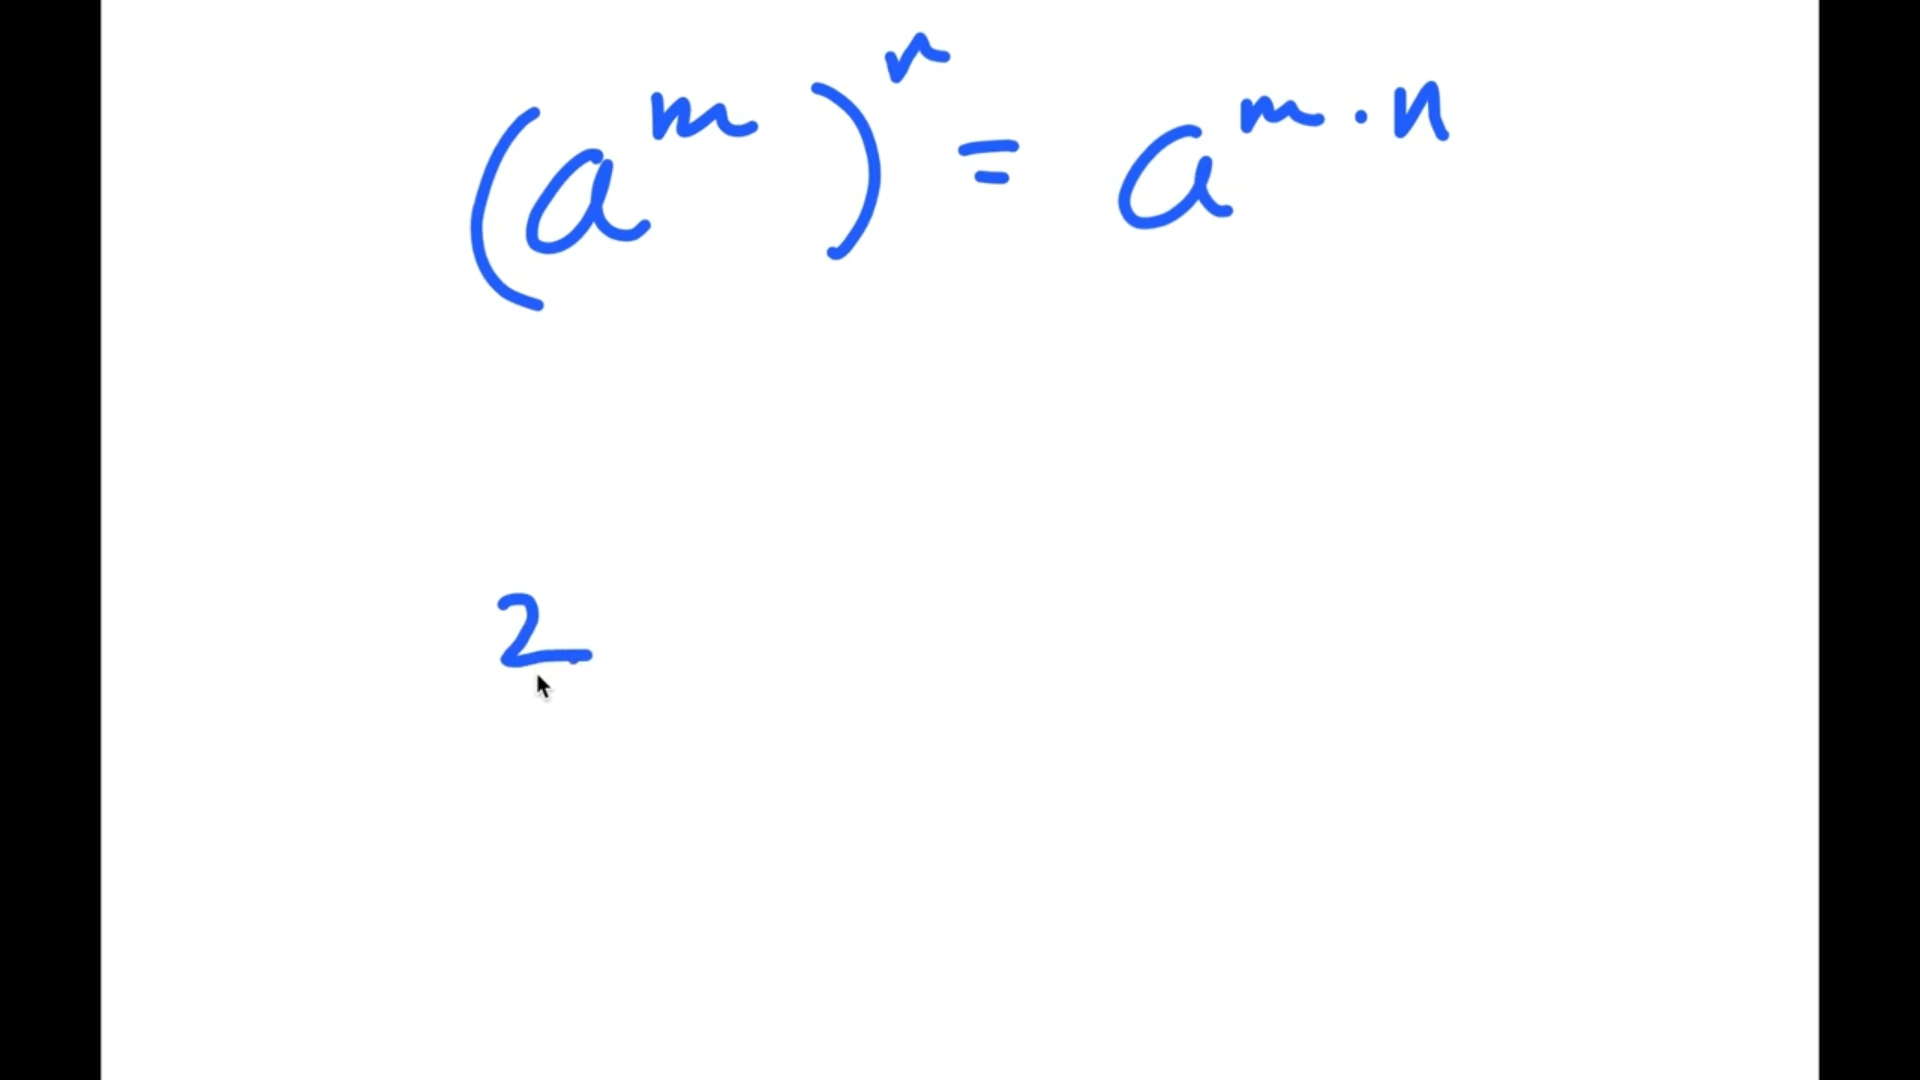 (a^m)^n = a^{m·n}
2